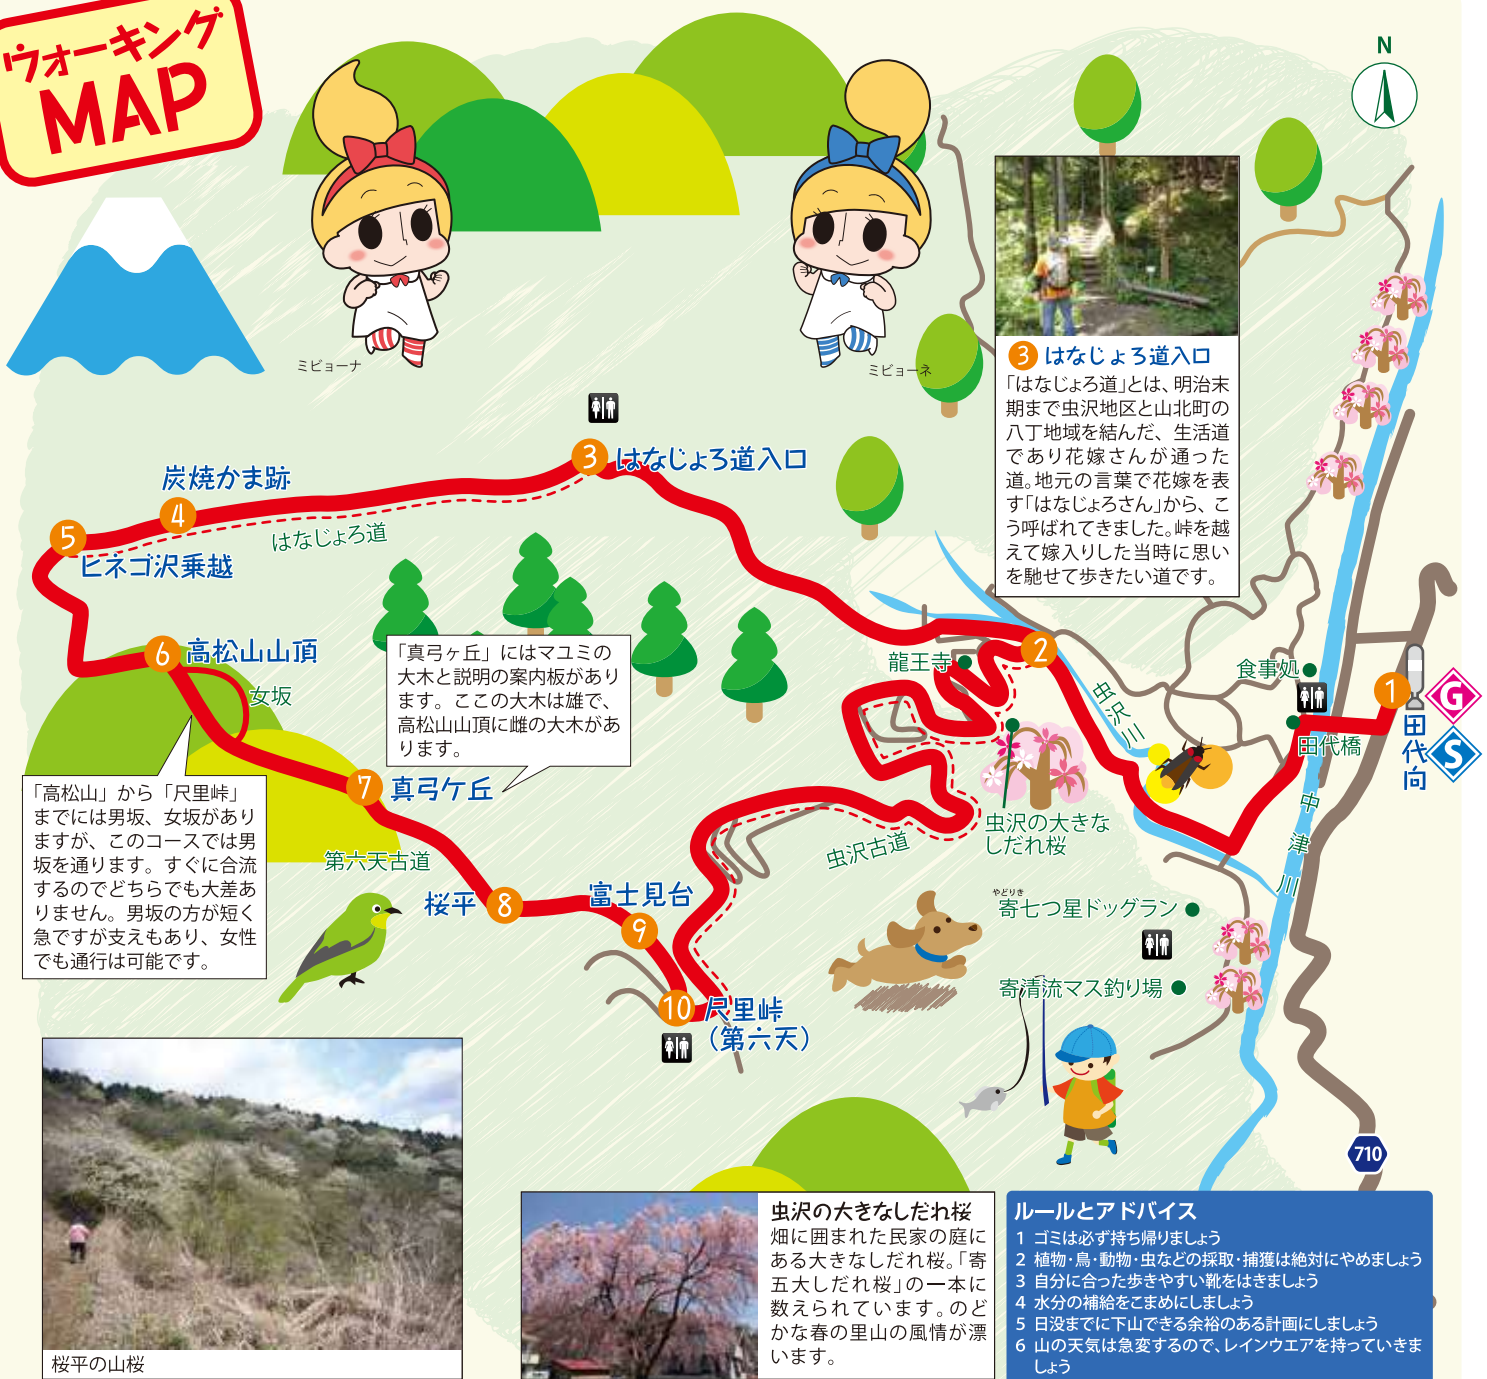 ウォーキング
MAP
N
ミビョーナ
ミビョーネ
3 はなじょろ道入口
「はなじょろ道」とは、明治末
期まで虫沢地区と山北町の
八丁地域を結んだ、生活道
であり花嫁さんが通った
道。地元の言葉で花嫁を表
す「はなじょろさん」から、こ
う呼ばれてきました。峠を越
えて嫁入りした当時に思い
を馳せて歩きたい道です。
3 はなじょろ道入口
炭焼かま跡
4
5
ヒネゴ沢乗越
はなじょろ道
6 高松山山頂
女坂
「真弓ヶ丘」にはマユミの
大木と説明の案内板があり
ます。ここの大木は雄で、
高松山山頂に雌の大木があ
ります。
龍王寺
2
虫沢川
食事処
1
G
S
田代向
田代橋
中津川
「高松山」から「尺里峠」
までには男坂、女坂があり
ますが、このコースでは男
坂を通ります。すぐに合流
するのでどちらでも大差あ
りません。男坂の方が短く
急ですが支えもあり、女性
でも通行は可能です。
7 真弓ケ丘
第六天古道
虫沢の大きな
しだれ桜
虫沢古道
桜平 8
富士見台
9
やどりき
寄七つ星ドッグラン
寄清流マス釣り場
10 尺里峠
(第六天)
710
桜平の山桜
虫沢の大きなしだれ桜
畑に囲まれた民家の庭に
ある大きなしだれ桜。「寄
五大しだれ桜」の一本に
数えられています。のど
かな春の里山の風情が漂
います。
ルールとアドバイス
1 ゴミは必ず持ち帰りましょう
2 植物・鳥・動物・虫などの採取・捕獲は絶対にやめましょう
3 自分に合った歩きやすい靴をはきましょう
4 水分の補給をこまめにしましょう
5 日没までに下山できる余裕のある計画にしましょう
6 山の天気は急変するので、レインウエアを持っていきま
しょう